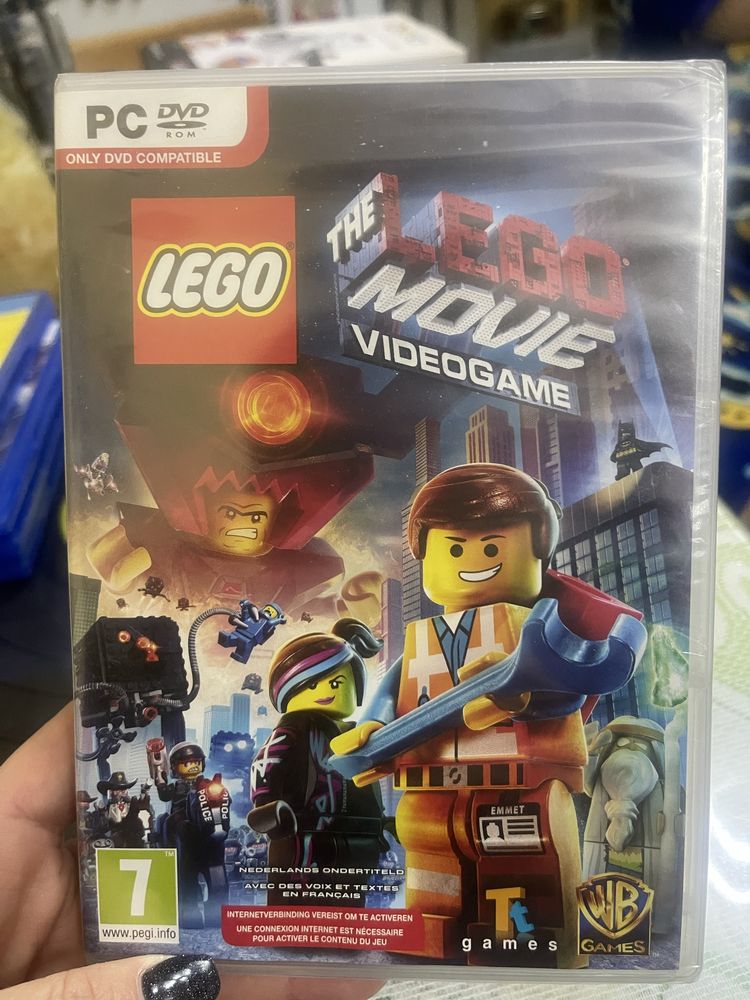 PC DVD
ROM
ONLY DVD COMPATIBLE
LEGO
THE LEGO
MOVIE
VIDEOGAME
POLICE
POLIC
EMMET
NEDERLANDS ONDERTITELD
AVEC DES VOIX ET TEXTES
EN FRANÇAIS
INTERNETVERBINDING VEREIST OM TE ACTIVEREN
UNE CONNEXION INTERNET EST NÉCESSAIRE
POUR ACTIVER LE CONTENU DU JEU
7
www.pegi.info
Tt
games
WB
GAMES